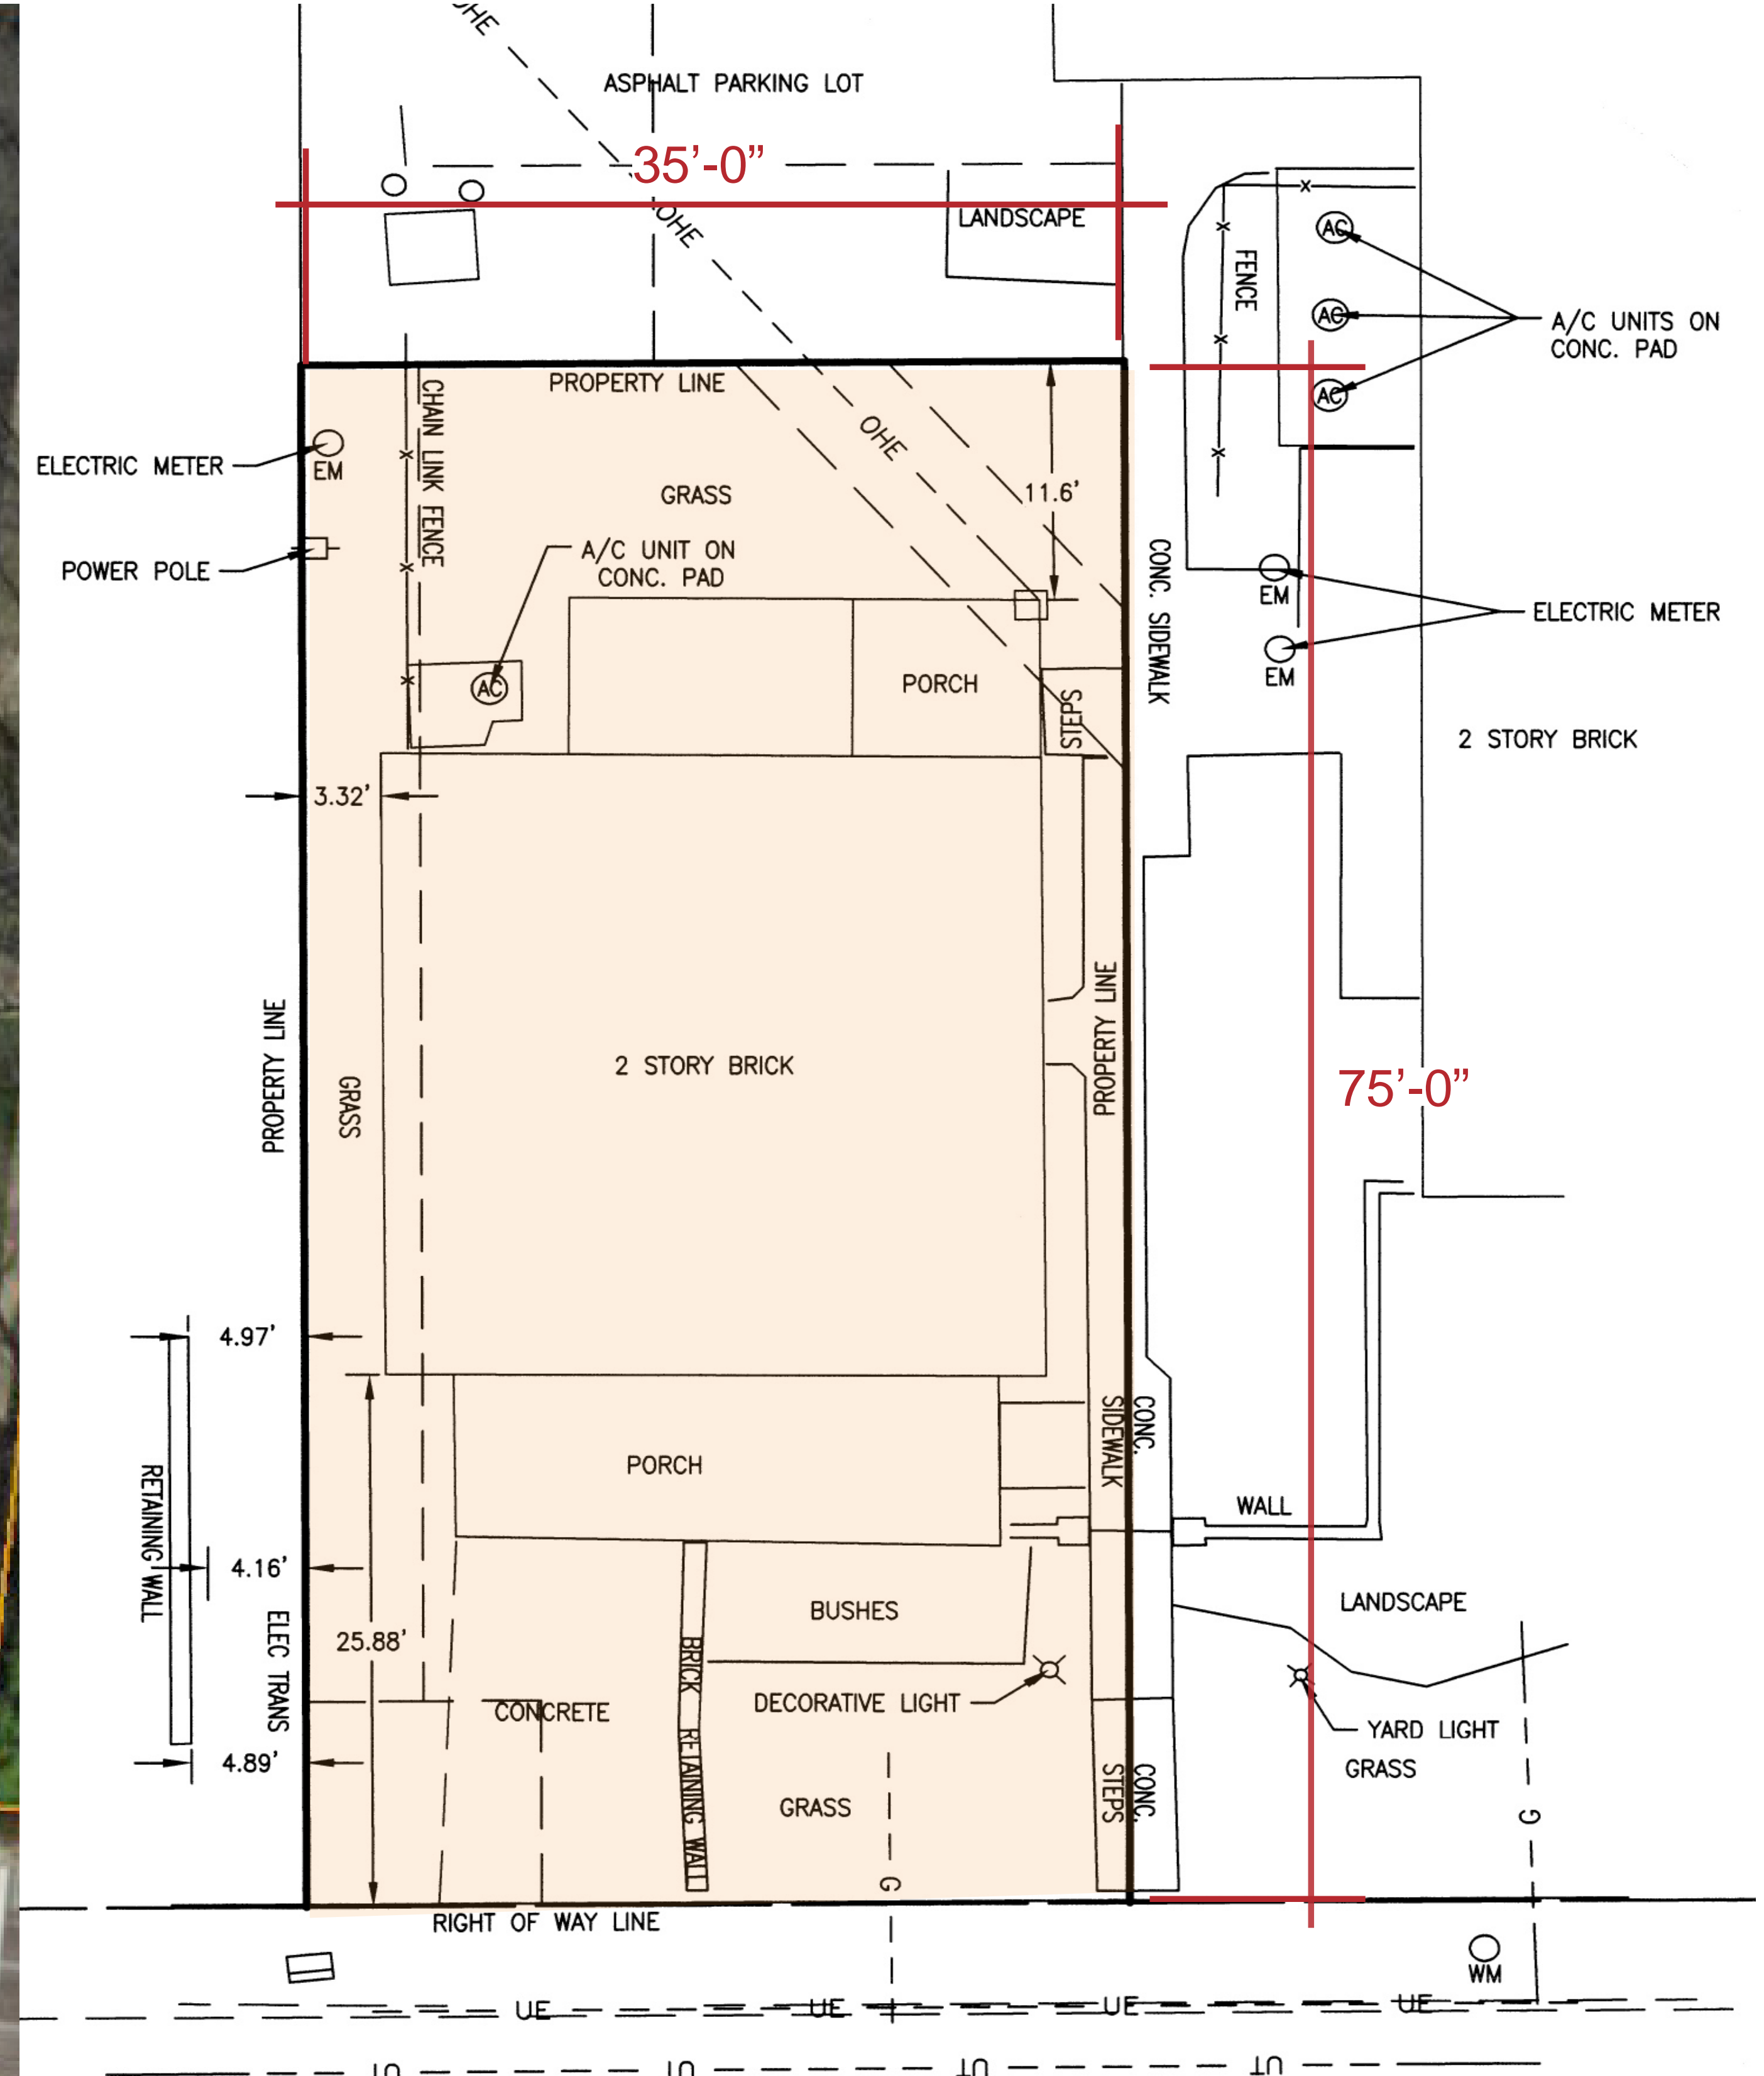 OHE
ASPHALT PARKING LOT
35’-0”
OHE
LANDSCAPE
FENCE
AC
AC
AC
A/C UNITS ON
CONC. PAD
PROPERTY LINE
CHAIN LINK FENCE
ELECTRIC METER
EM
OHE
GRASS
11.6'
POWER POLE
A/C UNIT ON
CONC. PAD
CONC. SIDEWALK
EM
ELECTRIC METER
EM
AC
PORCH
STEPS
2 STORY BRICK
3.32'
PROPERTY LINE
GRASS
2 STORY BRICK
PROPERTY LINE
75’-0”
4.97'
RETAINING WALL
PORCH
CONC.
SIDEWALK
WALL
4.16'
ELEC TRANS
25.88'
BUSHES
LANDSCAPE
BRICK RETAINING WALL
DECORATIVE LIGHT
CONCRETE
YARD LIGHT
4.89'
GRASS
GRASS
CONC.
STEPS
G
G
RIGHT OF WAY LINE
WM
UE
UE
UE
UE
UT
UT
UT
UT